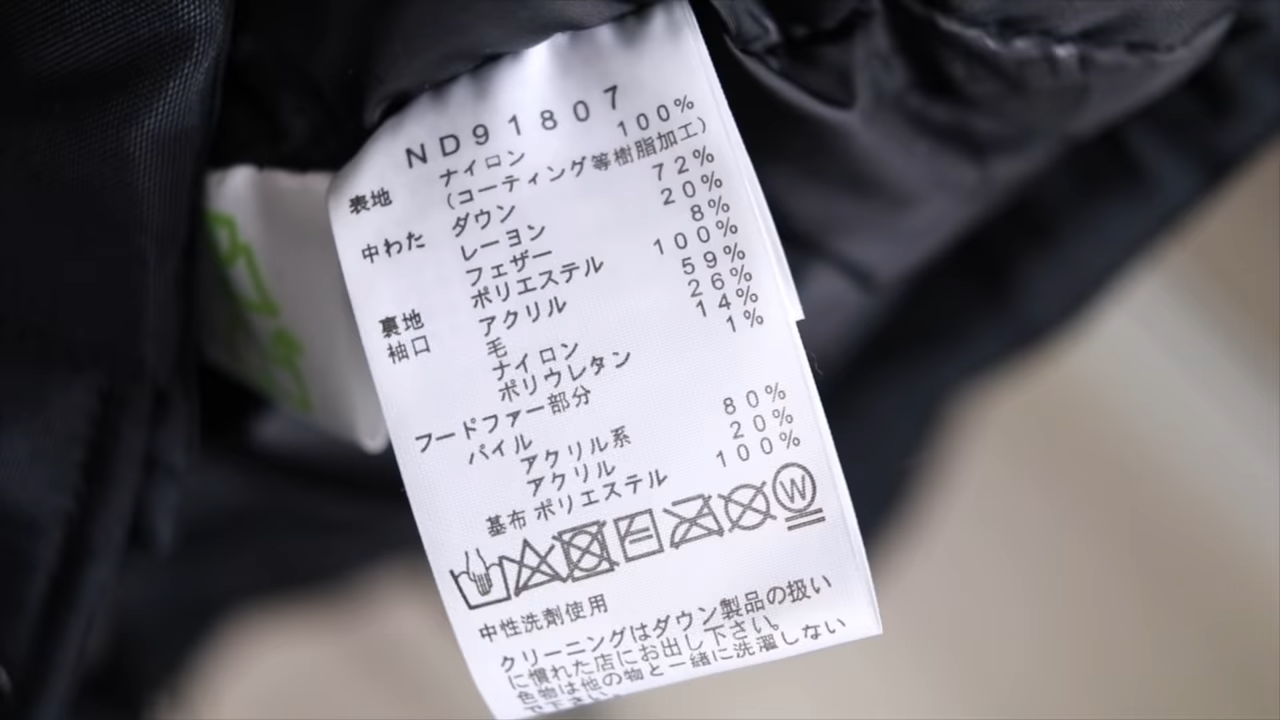 ND91807
表地 ナイロン 100%
(コーティング等樹脂加工)
中わた ダウン 72%
レーヨン 20%
フェザー 8%
裏地 ポリエステル 100%
袖口 アクリル 59%
毛 26%
ナイロン 14%
ポリウレタン 1%
フードファー部分
パイル
アクリル系 80%
アクリル 20%
基布 ポリエステル 100%
W
中性洗剤使用
クリーニングはダウン製品の扱い
に慣れた店にお出し下さい。
色物は他の物と一緒に洗濯しない
で下さい。